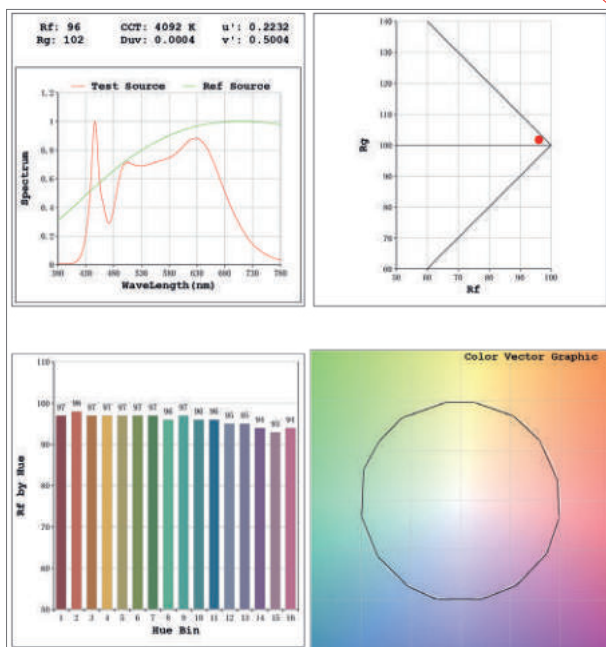 Rf: 96 CCT: 4092 K u': 0.2232
Rg: 102 Duv: 0.0004 v': 0.5004
Test Source Ref Source
1.2
1
0.8
0.6
0.4
0.2
0
Spectrum
380 430 480 530 580 630 680 730 780
WaveLength(nm)
140
130
120
110
100
90
80
70
60
Rg
50 60 70 80 90 100
Rf
110
100
90
80
70
60
50
Rf by Hue
97 98 97 97 97 97 97 96 97 96 96 95 95 94 93 94
1 2 3 4 5 6 7 8 9 10 11 12 13 14 15 16
Hue Bin
Color Vector Graphic